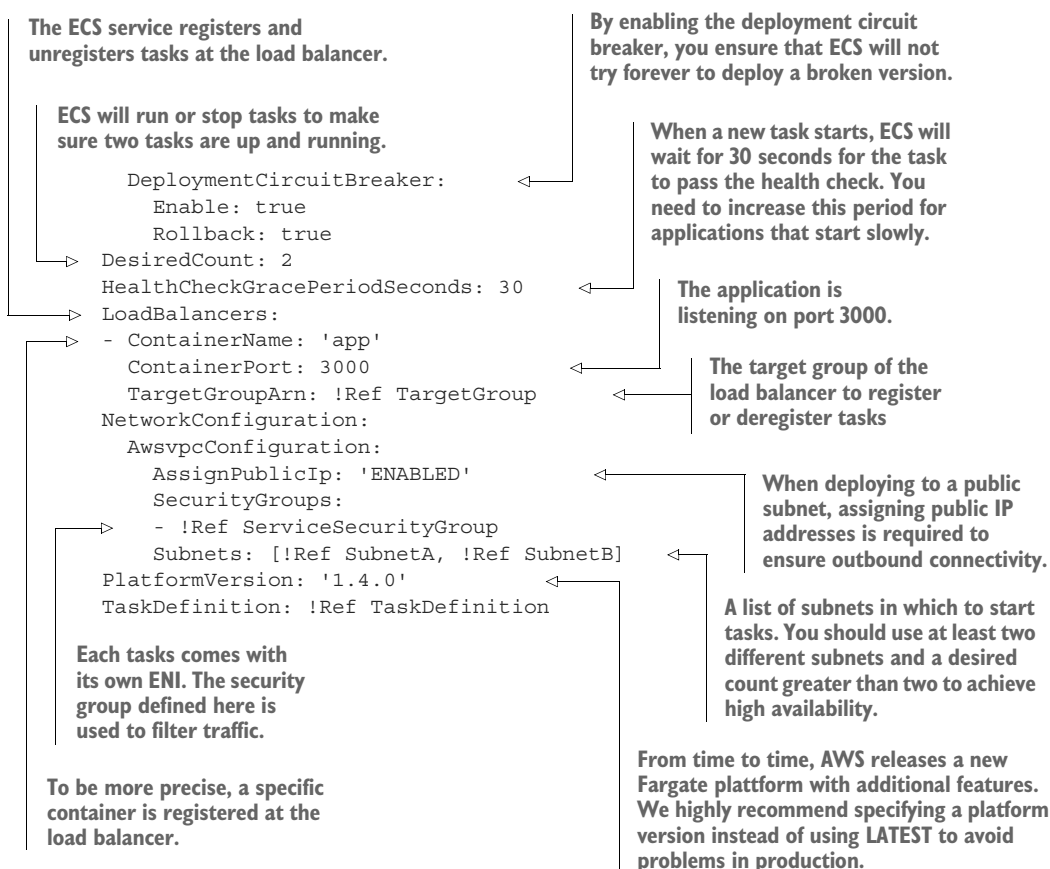 The ECS service registers and
unregisters tasks at the load balancer.
By enabling the deployment circuit
breaker, you ensure that ECS will not
try forever to deploy a broken version.
ECS will run or stop tasks to make
sure two tasks are up and running.
When a new task starts, ECS will
wait for 30 seconds for the task
to pass the health check. You
need to increase this period for
applications that start slowly.
DeploymentCircuitBreaker:
Enable: true
Rollback: true
DesiredCount: 2
HealthCheckGracePeriodSeconds: 30
LoadBalancers:
- ContainerName: 'app'
ContainerPort: 3000
TargetGroupArn: !Ref TargetGroup
NetworkConfiguration:
AwsvpcConfiguration:
AssignPublicIp: 'ENABLED'
SecurityGroups:
- !Ref ServiceSecurityGroup
Subnets: [!Ref SubnetA, !Ref SubnetB]
PlatformVersion: '1.4.0'
TaskDefinition: !Ref TaskDefinition
The application is
listening on port 3000.
The target group of the
load balancer to register
or deregister tasks
When deploying to a public
subnet, assigning public IP
addresses is required to
ensure outbound connectivity.
A list of subnets in which to start
tasks. You should use at least two
different subnets and a desired
count greater than two to achieve
high availability.
Each tasks comes with
its own ENI. The security
group defined here is
used to filter traffic.
To be more precise, a specific
container is registered at the
load balancer.
From time to time, AWS releases a new
Fargate plattform with additional features.
We highly recommend specifying a platform
version instead of using LATEST to avoid
problems in production.